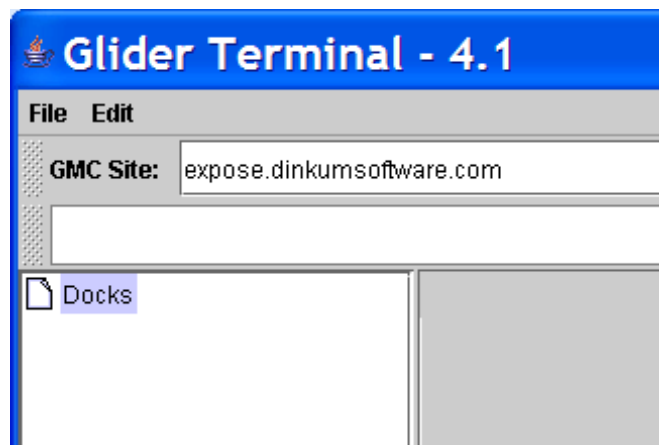 Glider Terminal - 4.1
File Edit
GMC Site: expose.dinkumsoftware.com
Docks